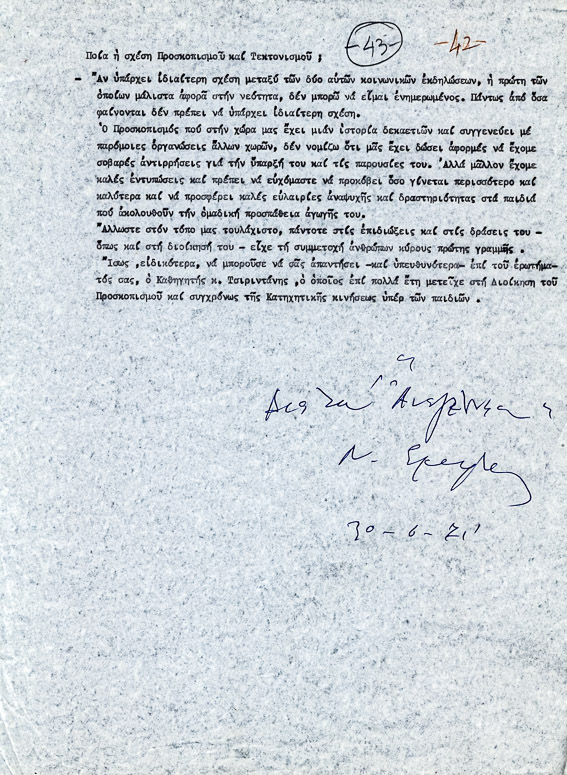 -43- -42-
Ποία ἡ σχέση Προσκοπισμοῦ καί Τεκτονισμοῦ ;
- Ἄν ὑπάρχει ἰδιαίτερη σχέση μεταξύ τῶν δύο αὐτῶν κοινωνικῶν ἐκδηλώσεων, ἡ πρώτη τῶν
ὁποίων μάλιστα ἀφορᾶ στήν νεότητα, δέν μπορῶ νά εἶμαι ἐνημερωμένος. Πάντως ἀπό ὅσα
φαίνονται δέν πρέπει νά ὑπάρχει ἰδιαίτερη σχέση.
Ὁ Προσκοπισμός πού στήν χώρα μας ἔχει μιάν ἱστορία δεκαετιῶν καί συγγενεύει μέ
παρόμοιες ὀργανώσεις ἄλλων χωρῶν, δέν νομίζω ὅτι μᾶς ἔχει δώσει ἀφορμές νά ἔχομε
σοβαρές ἀντιρρήσεις γιά τήν ὕπαρξή του καί τίς παρουσίες του. Ἀλλά μᾶλλον ἔχομε
καλές ἐντυπώσεις καί πρέπει νά εὐχόμαστε νά προκόβει ὅσο γίνεται περισσότερο καί
καλύτερα καί νά προσφέρει καλές εὐκαιρίες ἀναψυχῆς καί δραστηριότητας στά παιδιά
πού ἀκολουθοῦν τήν ὁμαδική προσπάθεια ἀγωγῆς του.
Ἄλλωστε στόν τόπο μας τουλάχιστο, πάντοτε στίς ἐπιδιώξεις καί στίς δράσεις του -
ὅπως καί στή διοίκησή του - εἶχε τή συμμετοχή ἀνθρώπων κύρους πρώτης γραμμῆς .
Ἴσως ,εἰδικότερα, νά μποροῦσε νά σᾶς ἀπαντήσει -καί ὑπευθυνότερα- ἐπί τοῦ ἐρωτήμα-
τός σας, ὁ Καθηγητής κ. Τσιριντάνης ,ὁ ὁποῖος ἐπί πολλά ἔτη μετεῖχε στή Διοίκηση τοῦ
Προσκοπισμοῦ καί συγχρόνως τῆς Κατηχητικῆς κινήσεως ὑπέρ τῶν παιδιῶν .
30-6-71